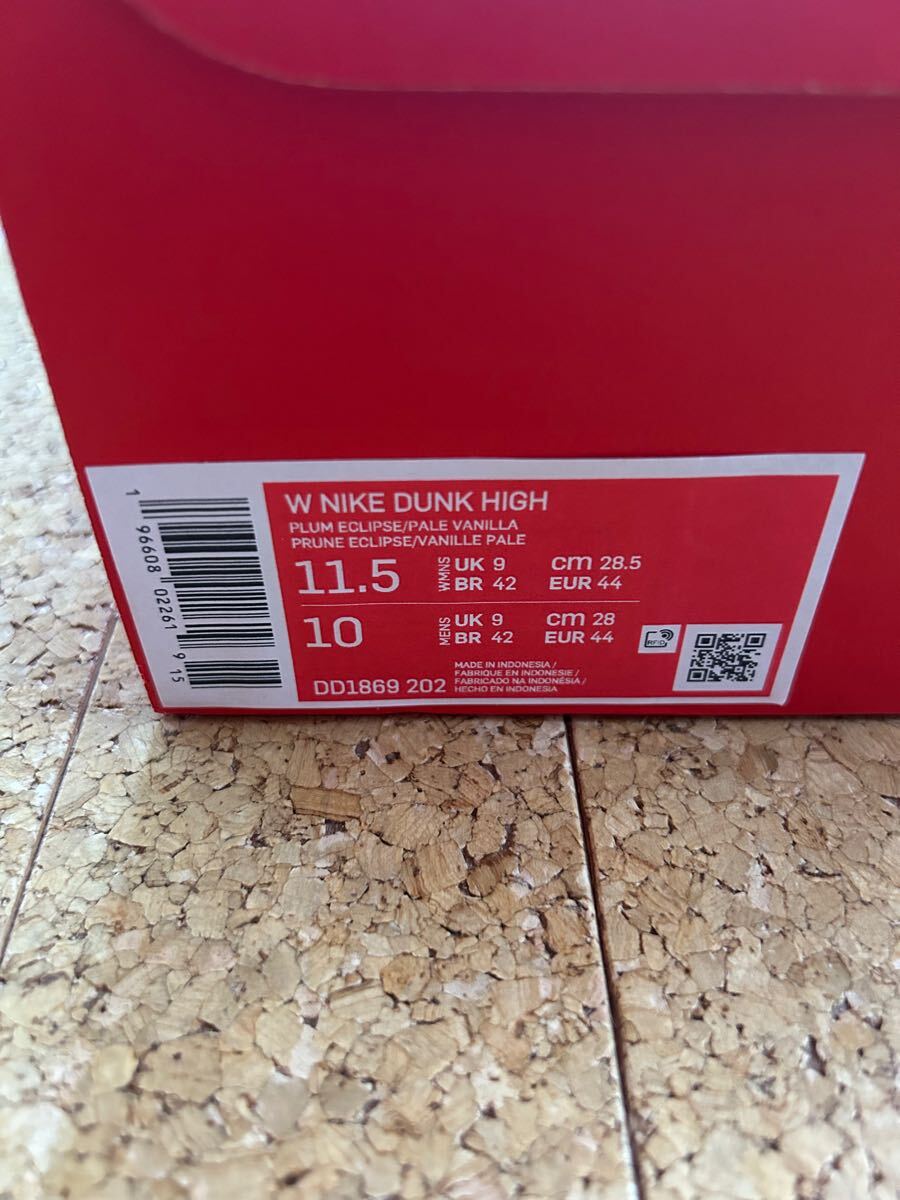 W NIKE DUNK HIGH
PLUM ECLIPSE/PALE VANILLA
PRUNE ECLIPSE/VANILLE PALE
11.5 WMNS UK 9 cm 28.5
BR 42 EUR 44
10 MENS UK 9 cm 28
BR 42 EUR 44
RFID
DD1869 202
MADE IN INDONESIA /
FABRIQUE EN INDONESIE /
FABRICADO NA INDONÉSIA /
HECHO EN INDONESIA
1 96608 02261 9 15